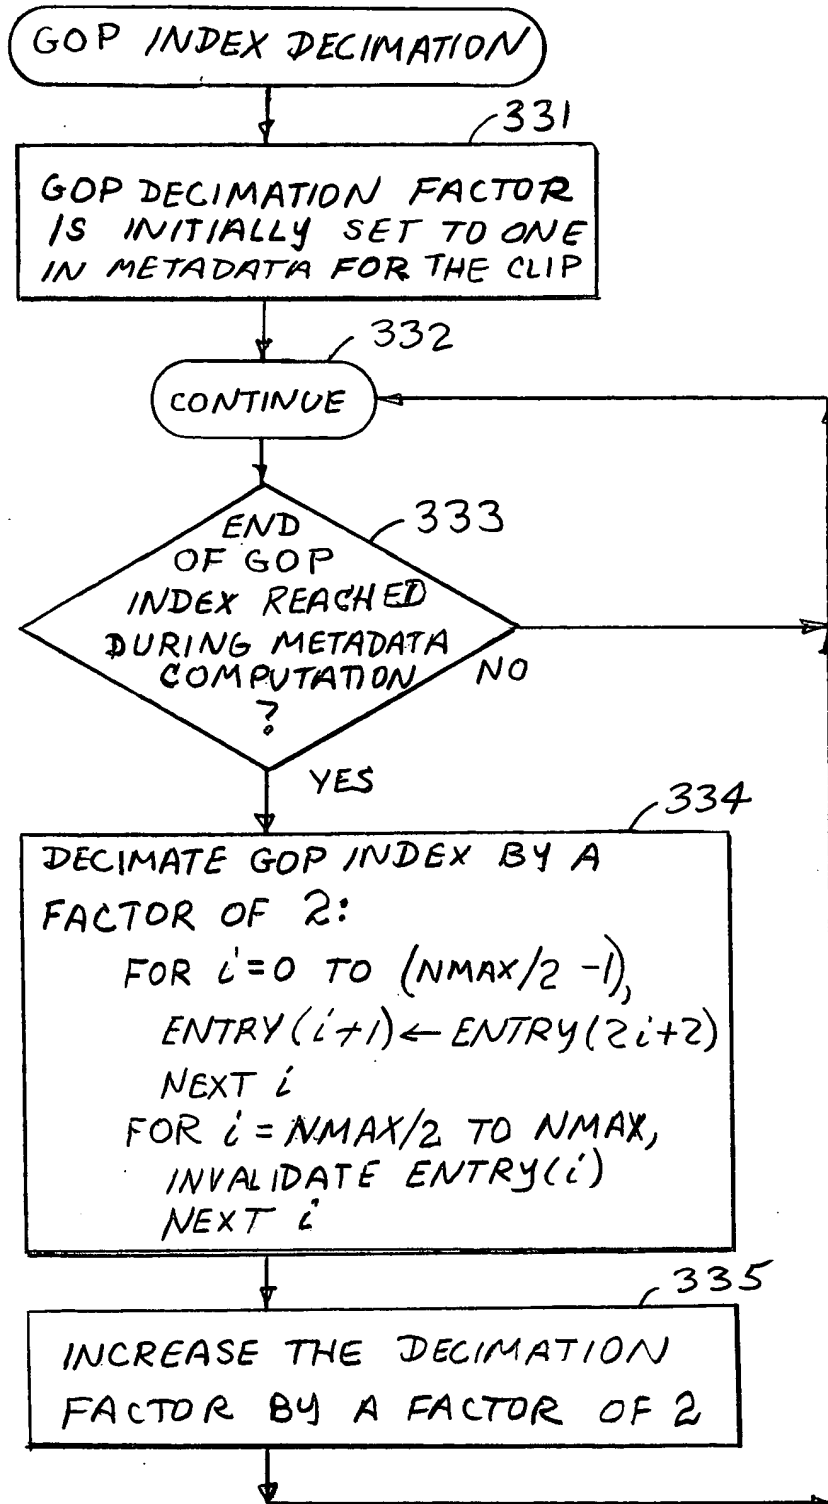 GOP INDEX DECIMATION
331
GOP DECIMATION FACTOR
IS INITIALLY SET TO ONE
IN METADATA FOR THE CLIP
332
CONTINUE
333
END
OF GOP
INDEX REACHED
DURING METADATA
COMPUTATION
?
NO
YES
334
DECIMATE GOP INDEX BY A
FACTOR OF 2:
FOR i=0 TO (NMAX/2 -1),
ENTRY(i+1)←ENTRY(2i+2)
NEXT i
FOR i=NMAX/2 TO NMAX,
INVALIDATE ENTRY(i)
NEXT i
335
INCREASE THE DECIMATION
FACTOR BY A FACTOR OF 2